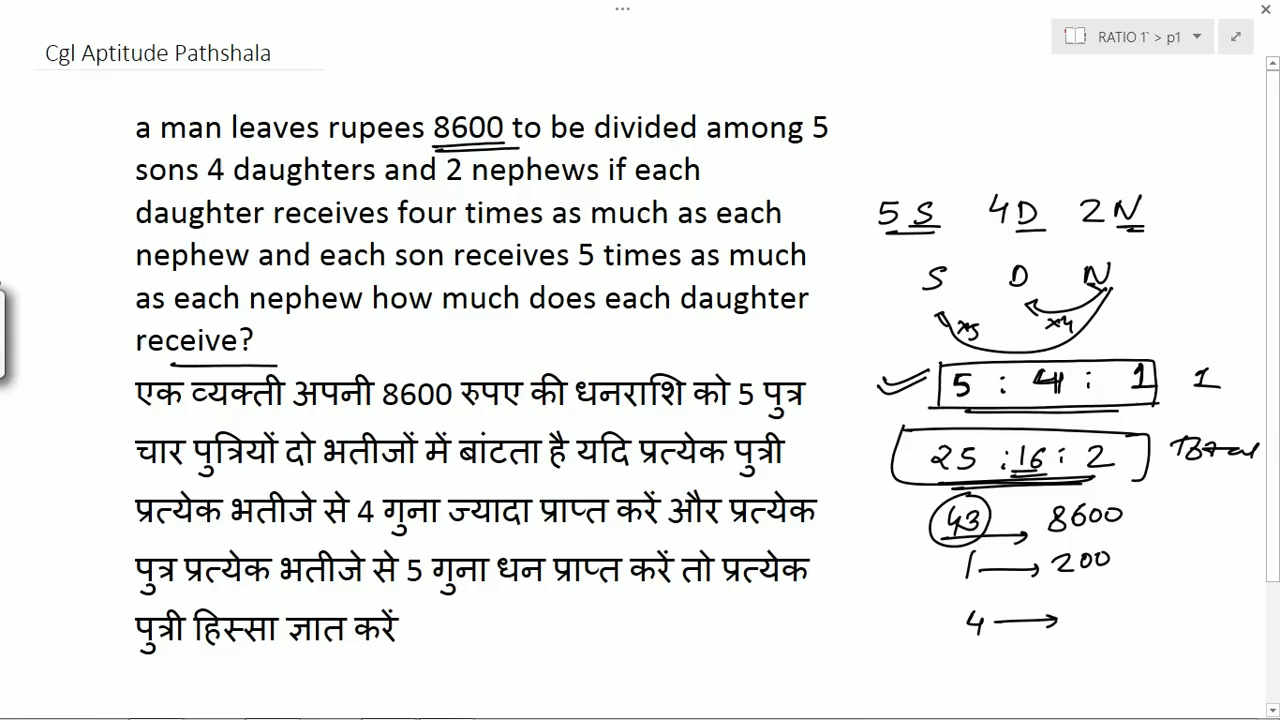 Cgl Aptitude Pathshala
RATIO 1` > p1
a man leaves rupees 8600 to be divided among 5
sons 4 daughters and 2 nephews if each
daughter receives four times as much as each
nephew and each son receives 5 times as much
as each nephew how much does each daughter
receive?
एक व्यक्ती अपनी 8600 रुपए की धनराशि को 5 पुत्र
चार पुत्रियों दो भतीजों में बांटता है यदि प्रत्येक पुत्री
प्रत्येक भतीजे से 4 गुना ज्यादा प्राप्त करें और प्रत्येक
पुत्र प्रत्येक भतीजे से 5 गुना धन प्राप्त करें तो प्रत्येक
पुत्री हिस्सा ज्ञात करें
5 S 4 D 2 N
S D N
x5 x4
5 : 4 : 1 1
25 : 16 : 2 Total
43 → 8600
1 → 200
4 →